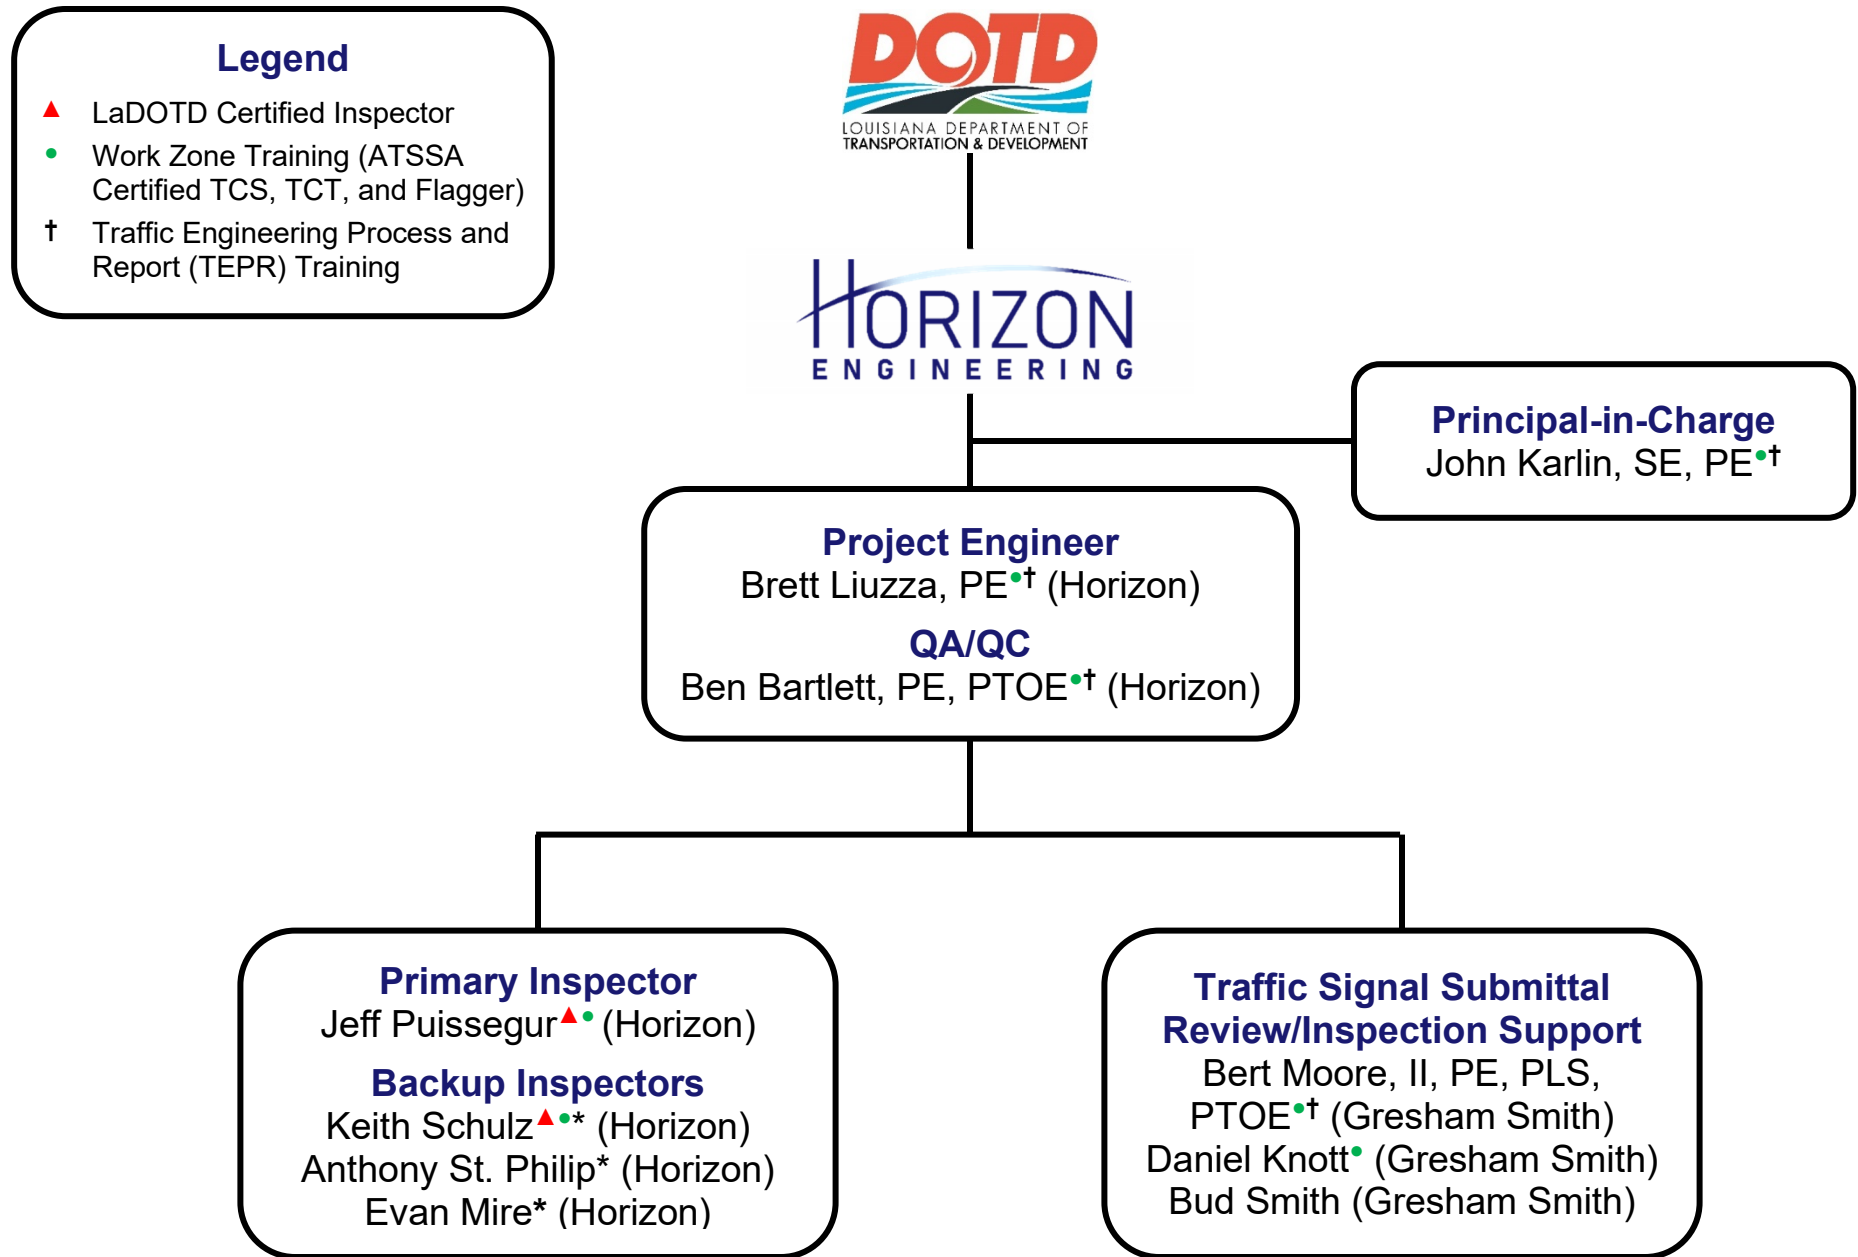 Legend
▲ LaDOTD Certified Inspector
• Work Zone Training (ATSSA
Certified TCS, TCT, and Flagger)
† Traffic Engineering Process and
Report (TEPR) Training
DOTD
LOUISIANA DEPARTMENT OF
TRANSPORTATION & DEVELOPMENT
HORIZON
ENGINEERING
Principal-in-Charge
John Karlin, SE, PE•†
Project Engineer
Brett Liuzza, PE•† (Horizon)
QA/QC
Ben Bartlett, PE, PTOE•† (Horizon)
Primary Inspector
Jeff Puissegur▲• (Horizon)
Backup Inspectors
Keith Schulz▲•* (Horizon)
Anthony St. Philip* (Horizon)
Evan Mire* (Horizon)
Traffic Signal Submittal
Review/Inspection Support
Bert Moore, II, PE, PLS,
PTOE•† (Gresham Smith)
Daniel Knott• (Gresham Smith)
Bud Smith (Gresham Smith)